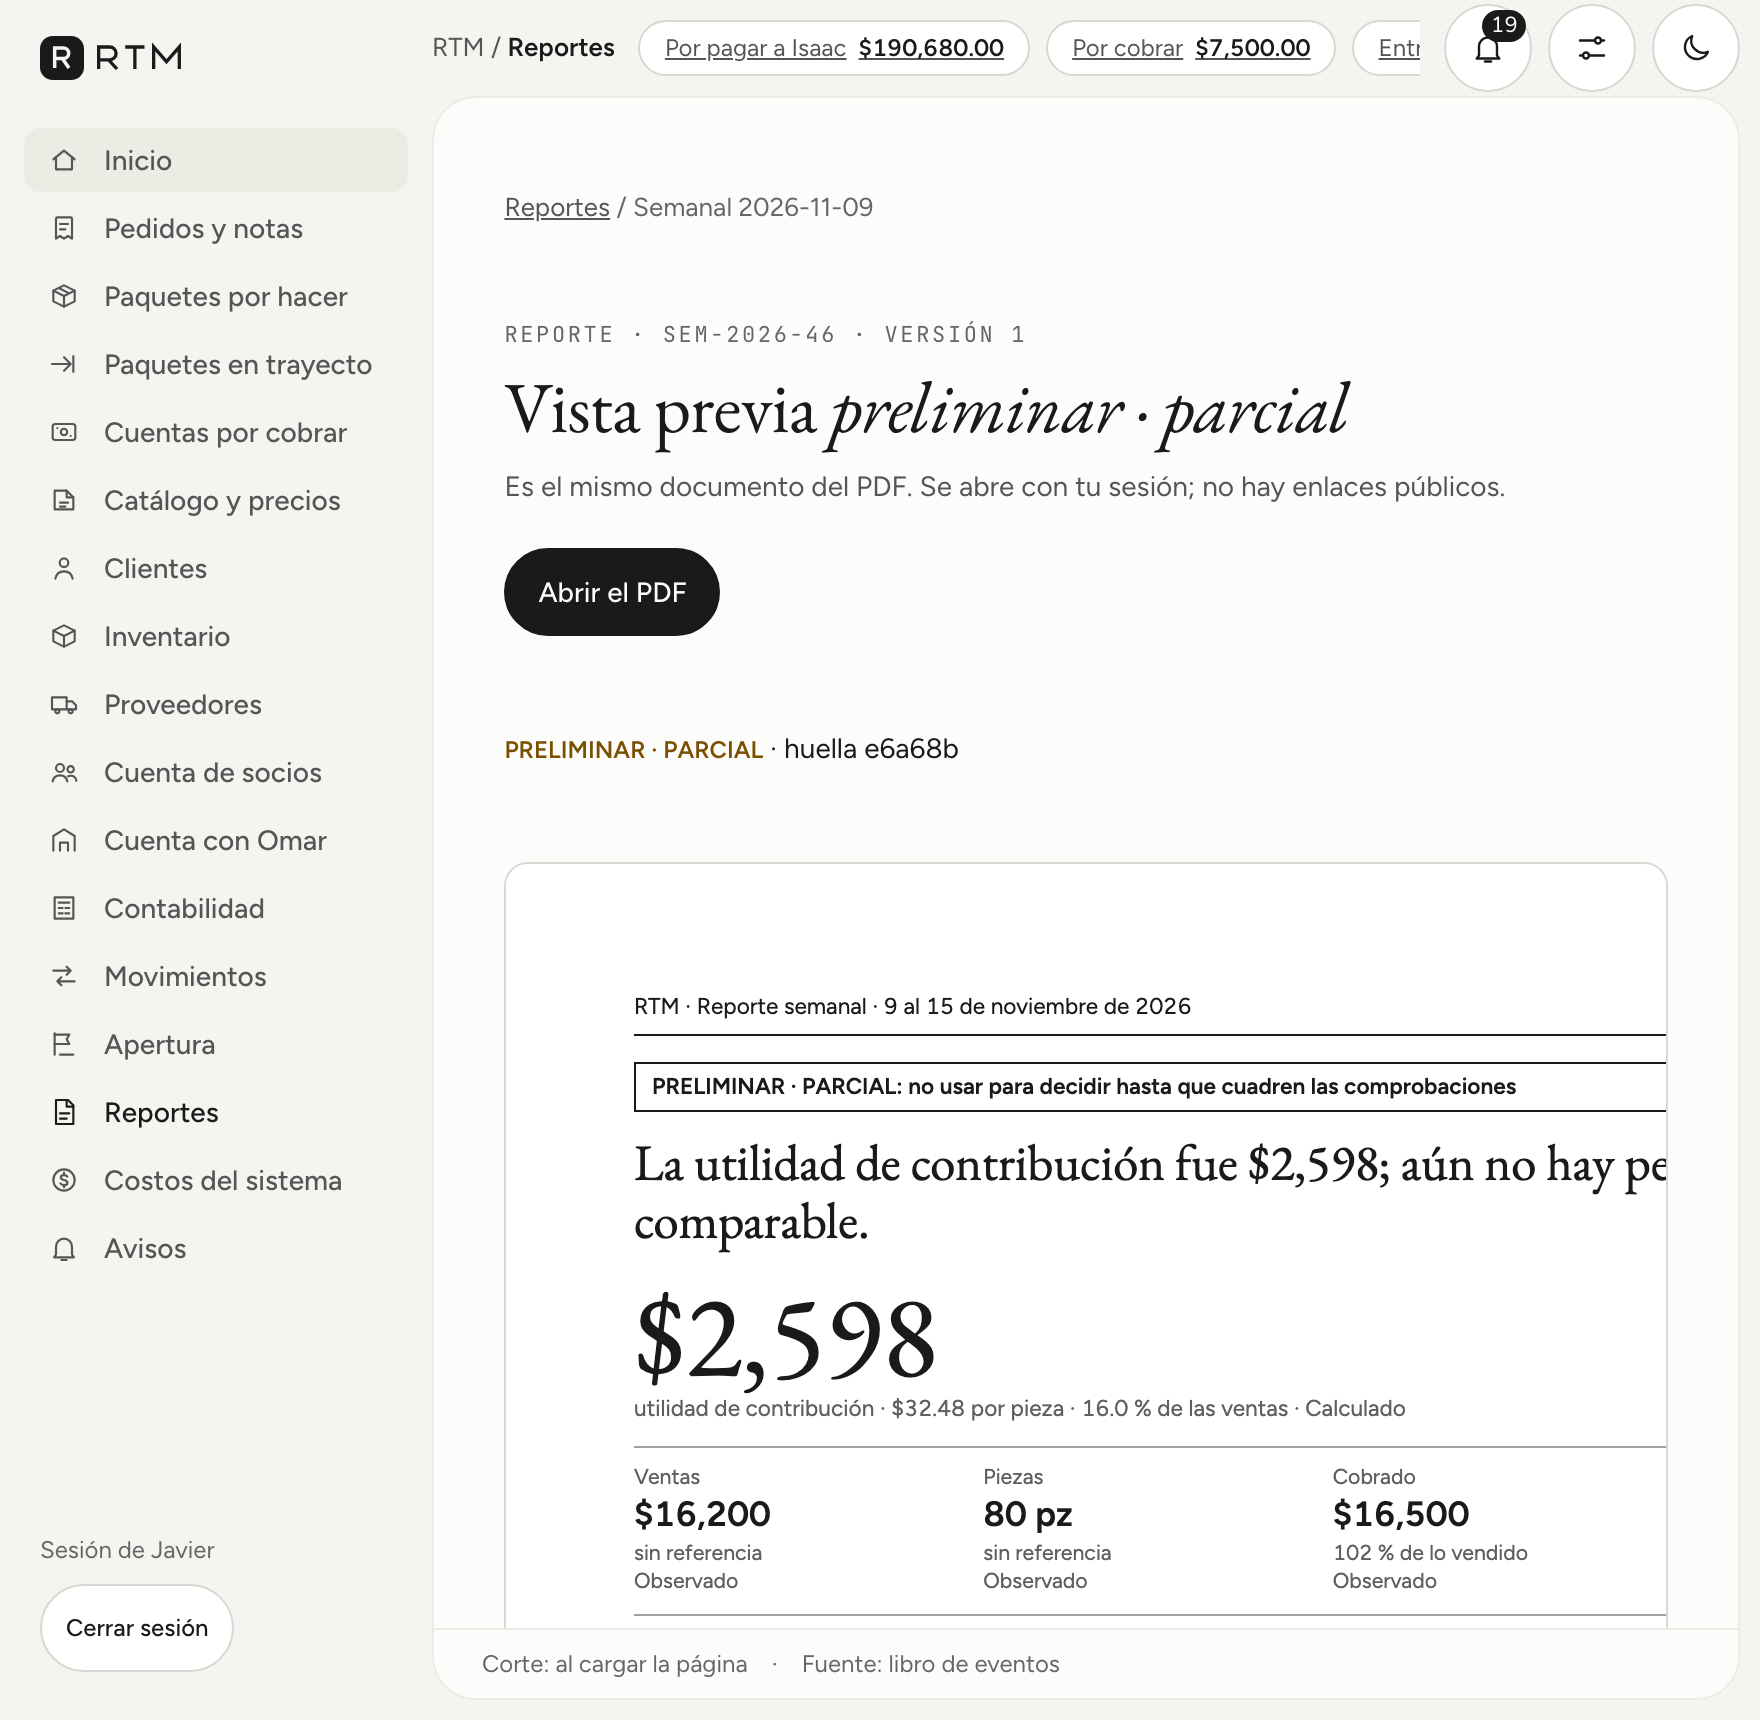 R RTM
RTM / Reportes
Por pagar a Isaac $190,680.00
Por cobrar $7,500.00
Entr
19
Inicio
Pedidos y notas
Paquetes por hacer
Paquetes en trayecto
Cuentas por cobrar
Catálogo y precios
Clientes
Inventario
Proveedores
Cuenta de socios
Cuenta con Omar
Contabilidad
Movimientos
Apertura
Reportes
Costos del sistema
Avisos
Sesión de Javier
Cerrar sesión
Reportes / Semanal 2026-11-09
REPORTE · SEM-2026-46 · VERSIÓN 1
Vista previa preliminar · parcial
Es el mismo documento del PDF. Se abre con tu sesión; no hay enlaces públicos.
Abrir el PDF
PRELIMINAR · PARCIAL · huella e6a68b
RTM · Reporte semanal · 9 al 15 de noviembre de 2026
PRELIMINAR · PARCIAL: no usar para decidir hasta que cuadren las comprobaciones
La utilidad de contribución fue $2,598; aún no hay pe
comparable.
$2,598
utilidad de contribución · $32.48 por pieza · 16.0 % de las ventas · Calculado
Ventas Piezas Cobrado
$16,200 80 pz $16,500
sin referencia sin referencia 102 % de lo vendido
Observado Observado Observado
Corte: al cargar la página · Fuente: libro de eventos